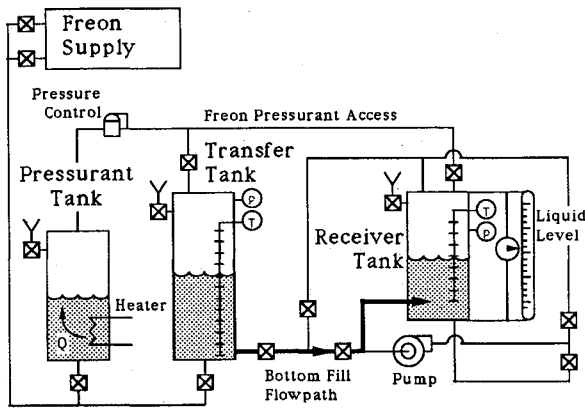 Freon
Supply
Pressure
Control
Freon Pressurant Access
Pressurant
Tank
Transfer
Tank
P
T
Receiver
Tank
T
P
Liquid
Level
Heater
Q
Bottom Fill
Flowpath
Pump